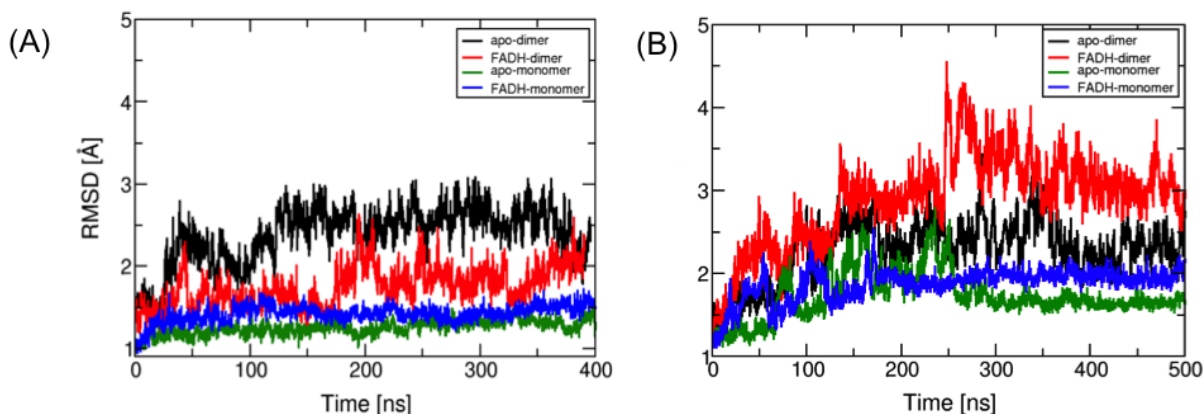 (A)
RMSD [Å]
5
4
3
2
1
apo-dimer
FADH-dimer
apo-monomer
FADH-monomer
0
100
200
300
400
Time [ns]
(B)
5
4
3
2
1
apo-dimer
FADH-dimer
apo-monomer
FADH-monomer
0
100
200
300
400
500
Time [ns]